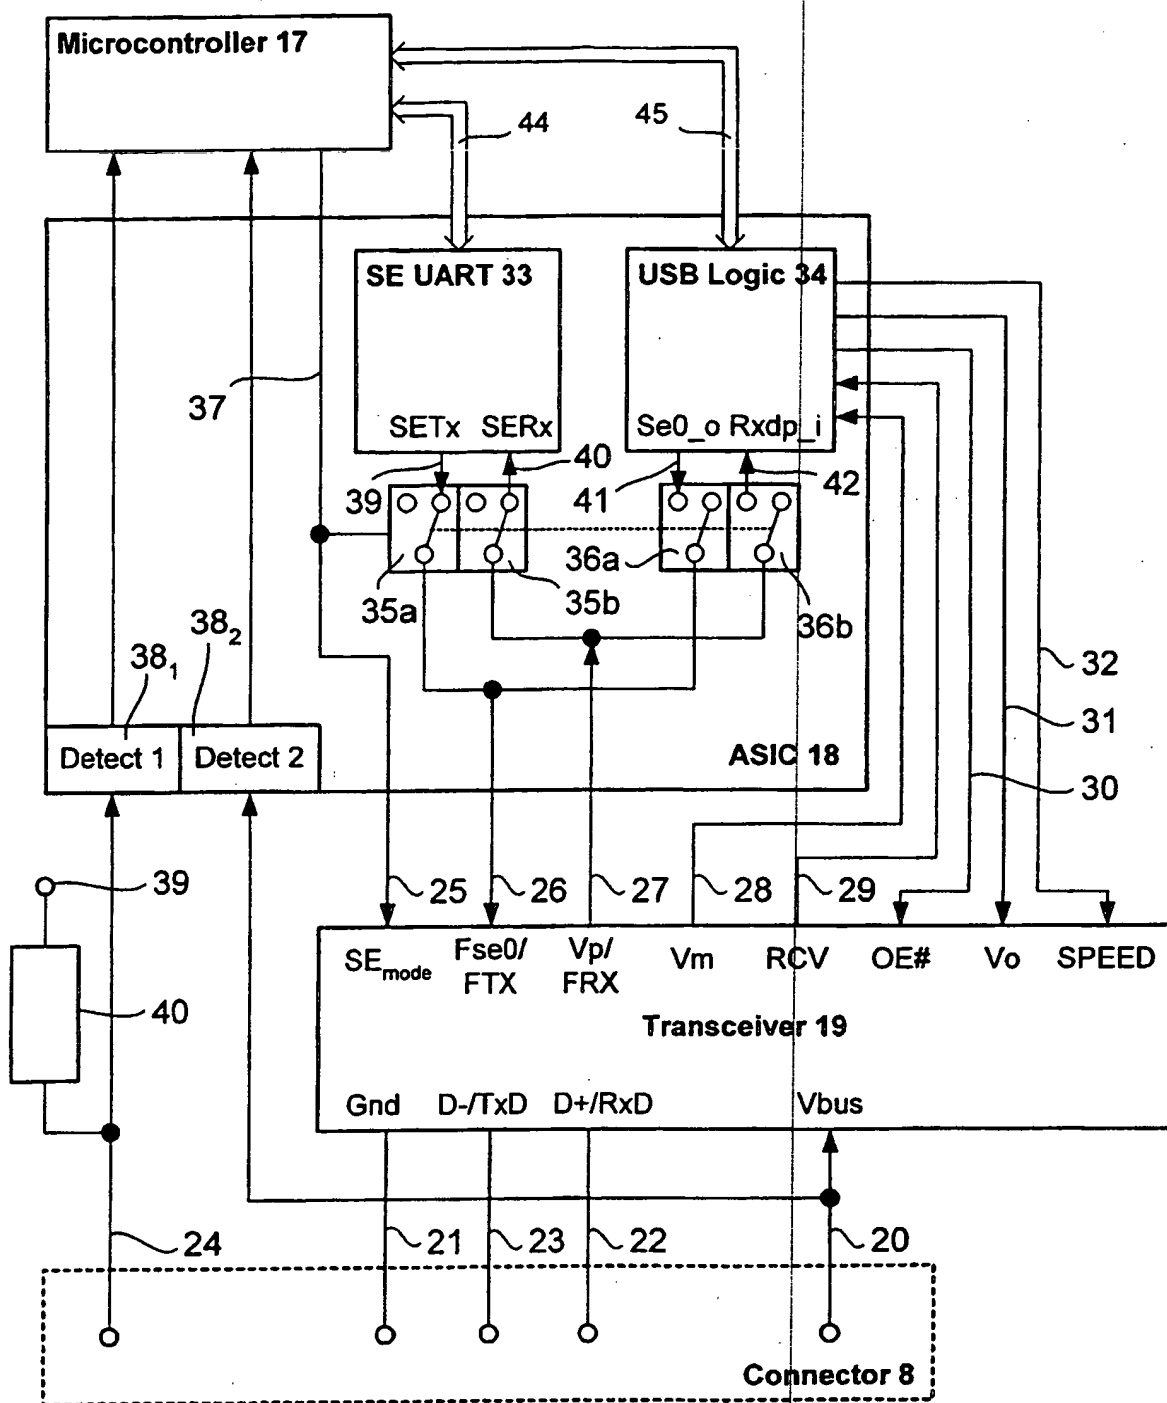 Microcontroller 17
44
45
SE UART 33
USB Logic 34
37
SETx SERx
Se0_o Rxdp_i
39
40
41
42
35a
35b
36a
36b
38₁
38₂
32
31
30
Detect 1
Detect 2
ASIC 18
39
25
26
27
28
29
40
SEmode
Fse0/
FTX
Vp/
FRX
Vm
RCV
OE#
Vo
SPEED
Transceiver 19
Gnd
D-/TxD
D+/RxD
Vbus
24
21
23
22
20
Connector 8